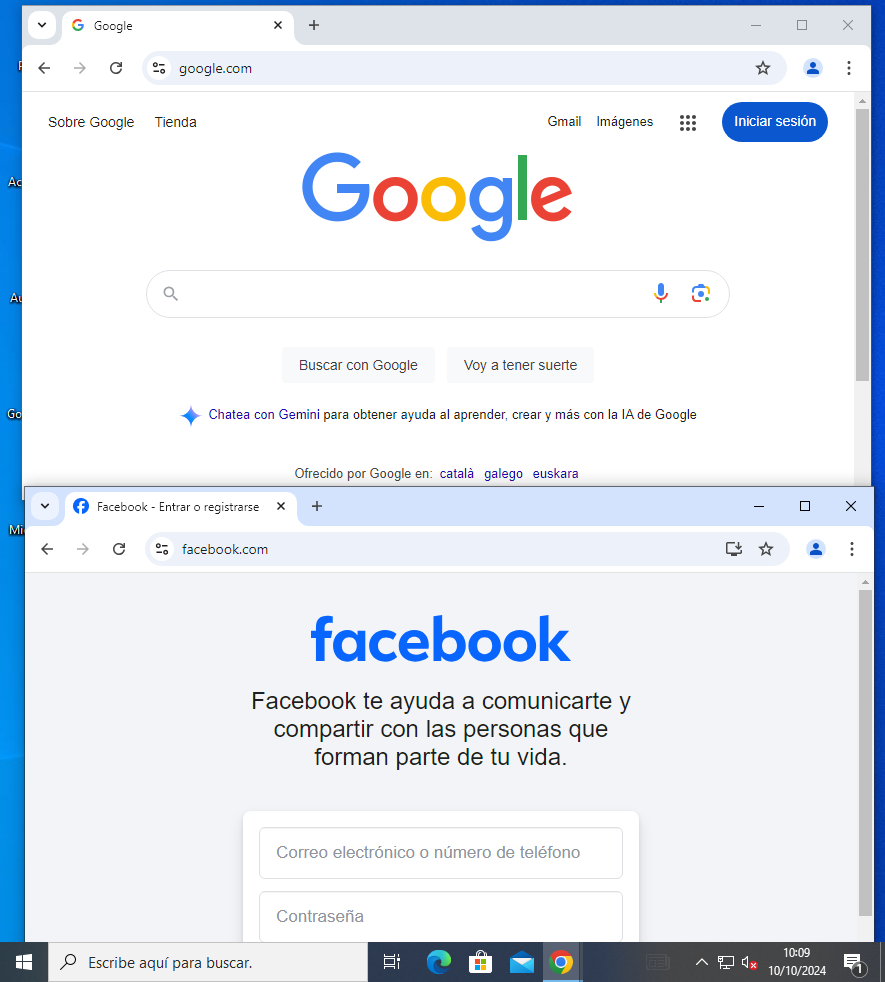 Google
google.com
Sobre Google Tienda Gmail Imágenes Iniciar sesión
Google
Buscar con Google Voy a tener suerte
Chatea con Gemini para obtener ayuda al aprender, crear y más con la IA de Google
Ofrecido por Google en: català galego euskara
Facebook - Entrar o registrarse
facebook.com
facebook
Facebook te ayuda a comunicarte y
compartir con las personas que
forman parte de tu vida.
Correo electrónico o número de teléfono
Contraseña
Escribe aquí para buscar.
10:09
10/10/2024
1